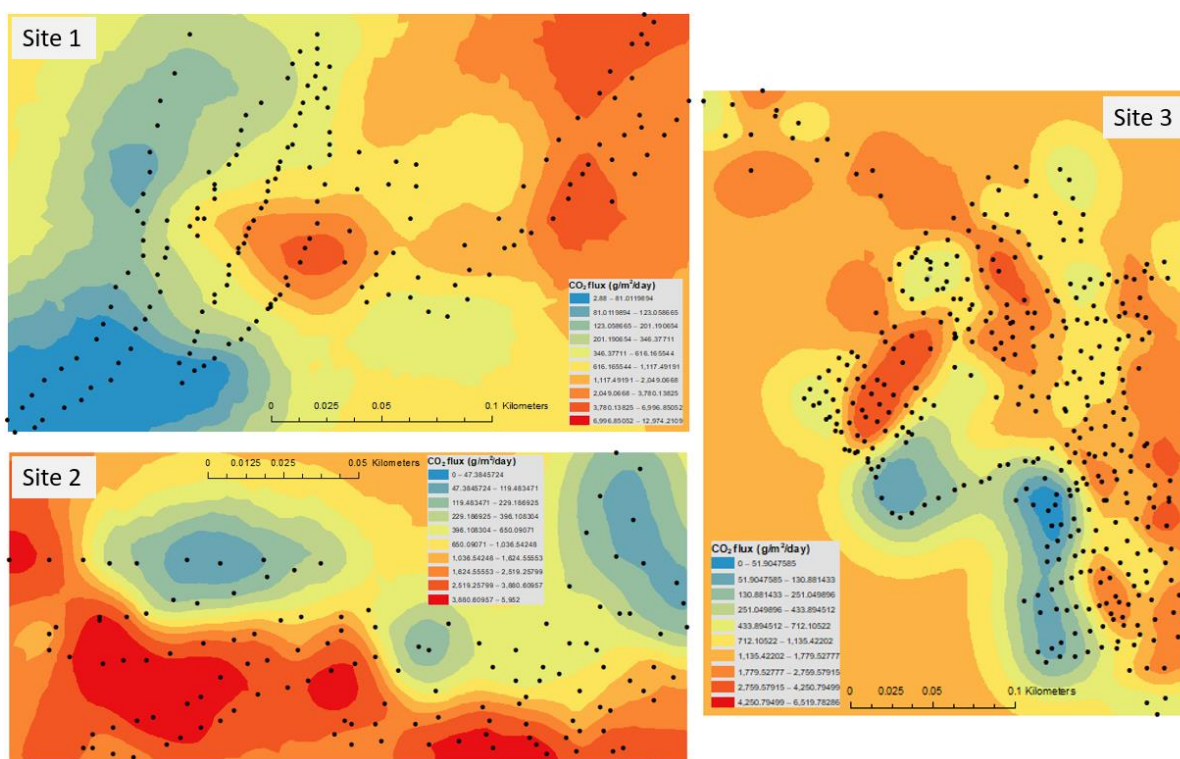 Site 1
CO₂ flux (g/m²/day)
2.88 – 81.0119894
81.0119894 – 123.058665
123.058665 – 201.190654
201.190654 – 346.37711
346.37711 – 616.165544
616.165544 – 1,117.49191
1,117.49191 – 2,049.0668
2,049.0668 – 3,780.13825
3,780.13825 – 6,996.85052
6,996.85052 – 12,974.2109
0 0.025 0.05 0.1 Kilometers
Site 2
0 0.0125 0.025 0.05 Kilometers
CO₂ flux (g/m²/day)
0 – 47.3845724
47.3845724 – 119.483471
119.483471 – 229.186925
229.186925 – 396.108304
396.108304 – 650.09071
650.09071 – 1,036.54248
1,036.54248 – 1,624.55553
1,624.55553 – 2,519.25799
2,519.25799 – 3,880.60957
3,880.60957 – 5,952
Site 3
CO₂ flux (g/m²/day)
0 – 51.9047585
51.9047585 – 130.881433
130.881433 – 251.049896
251.049896 – 433.894512
433.894512 – 712.10522
712.10522 – 1,135.42202
1,135.42202 – 1,779.52777
1,779.52777 – 2,759.57915
2,759.57915 – 4,250.79499
4,250.79499 – 6,519.78286
0 0.025 0.05 0.1 Kilometers